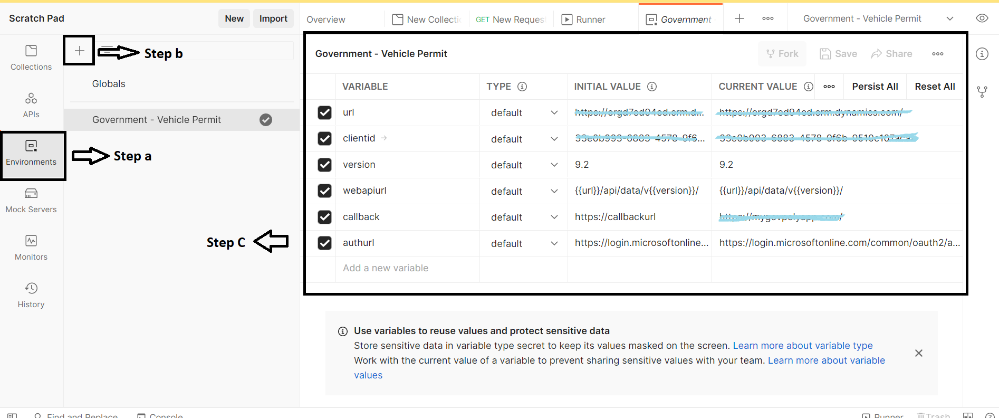 Scratch Pad
New
Import
Overview
New Collecti
GET New Reques
Runner
Government
Government - Vehicle Permit
Collections
Step b
Government - Vehicle Permit
Fork
Save
Share
Globals
VARIABLE TYPE INITIAL VALUE CURRENT VALUE Persist All Reset All
APIs
Government - Vehicle Permit
url default
clientid default
Environments
Step a
version default 9.2 9.2
webapiurl default {{url}}/api/data/v{{version}}/ {{url}}/api/data/v{{version}}/
Mock Servers
callback default https://callbackurl
Step C
authurl default https://login.microsoftonline... https://login.microsoftonline.com/common/oauth2/a...
Monitors
Add a new variable
History
Use variables to reuse values and protect sensitive data
Store sensitive data in variable type secret to keep its values masked on the screen. Learn more about variable type
Work with the current value of a variable to prevent sharing sensitive values with your team. Learn more about variable
values
Find and Replace
Console
Runner
Trash